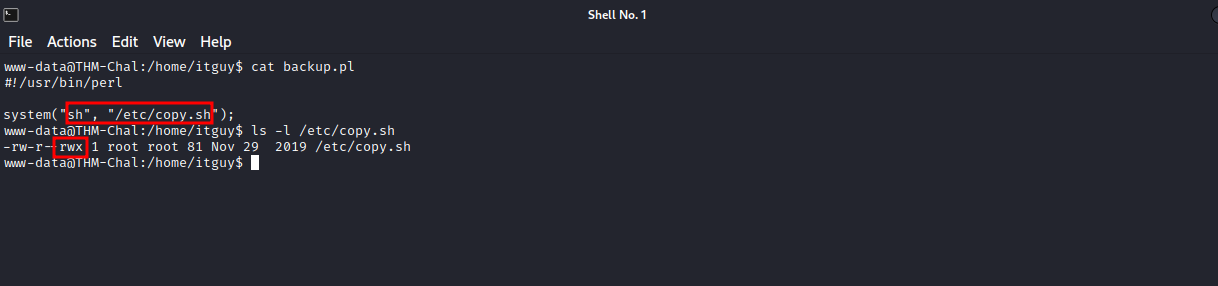 Shell No. 1
File Actions Edit View Help
www-data@THM-Chal:/home/itguy$ cat backup.pl
#!/usr/bin/perl
system("sh", "/etc/copy.sh");
www-data@THM-Chal:/home/itguy$ ls -l /etc/copy.sh
-rw-r--rwx 1 root root 81 Nov 29  2019 /etc/copy.sh
www-data@THM-Chal:/home/itguy$